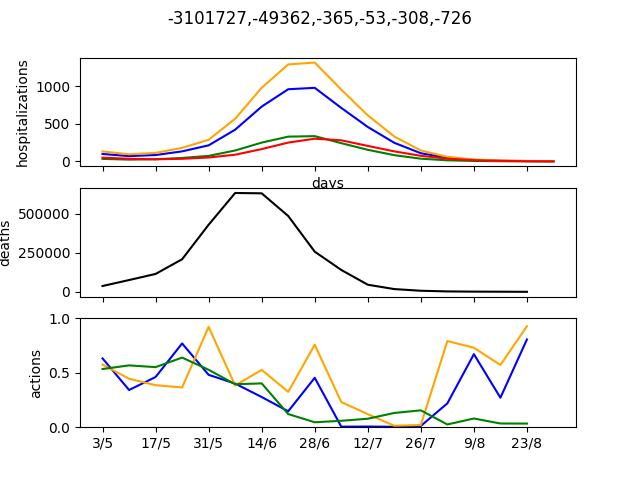 -3101727,-49362,-365,-53,-308,-726
hospitalizations
1000
500
0
days
deaths
500000
250000
0
actions
1.0
0.5
0.0
3/5 17/5 31/5 14/6 28/6 12/7 26/7 9/8 23/8